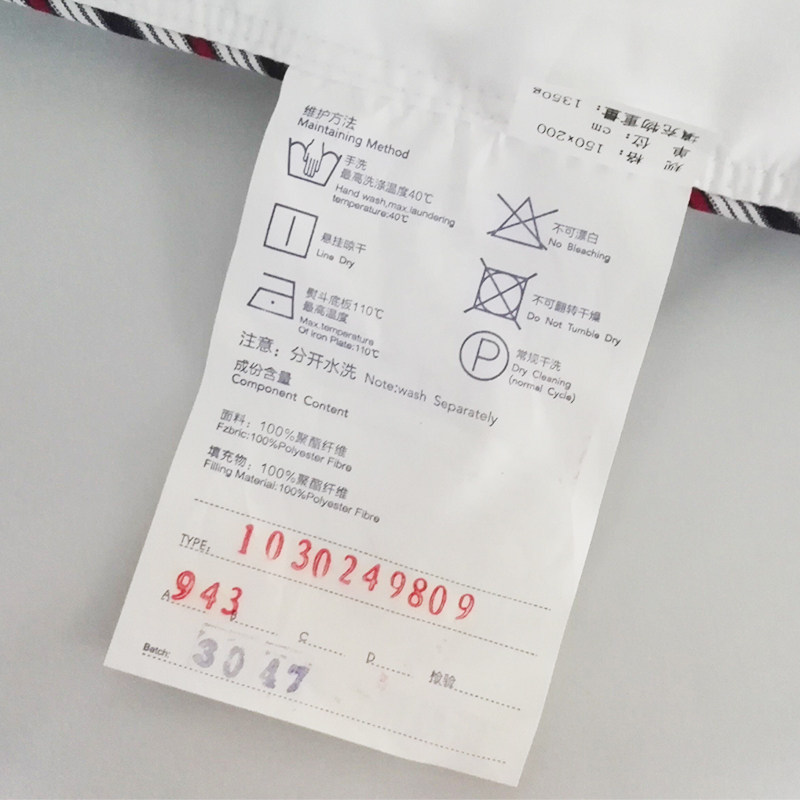 规 格：150×200
单 位：cm
填充物重量：1350g
维护方法
Maintaining Method
手洗
最高洗涤温度40℃
Hand wash,max.laundering
temperature:40℃
不可漂白
No Bleaching
悬挂晾干
Line Dry
不可翻转干燥
Do Not Tumble Dry
熨斗底板110℃
最高温度
Max.temperature
Of Iron Plate:110℃
P
常规干洗
Dry Cleaning
(normal Cycle)
注意：分开水洗 Note:wash Separately
成份含量
Component Content
面料：100%聚酯纤维
Fzbric:100%Polyester Fibre
填充物：100%聚酯纤维
Filling Material:100%Polyester Fibre
TYPE: 1030249809
A 943 C D 检验
Batch: 3047